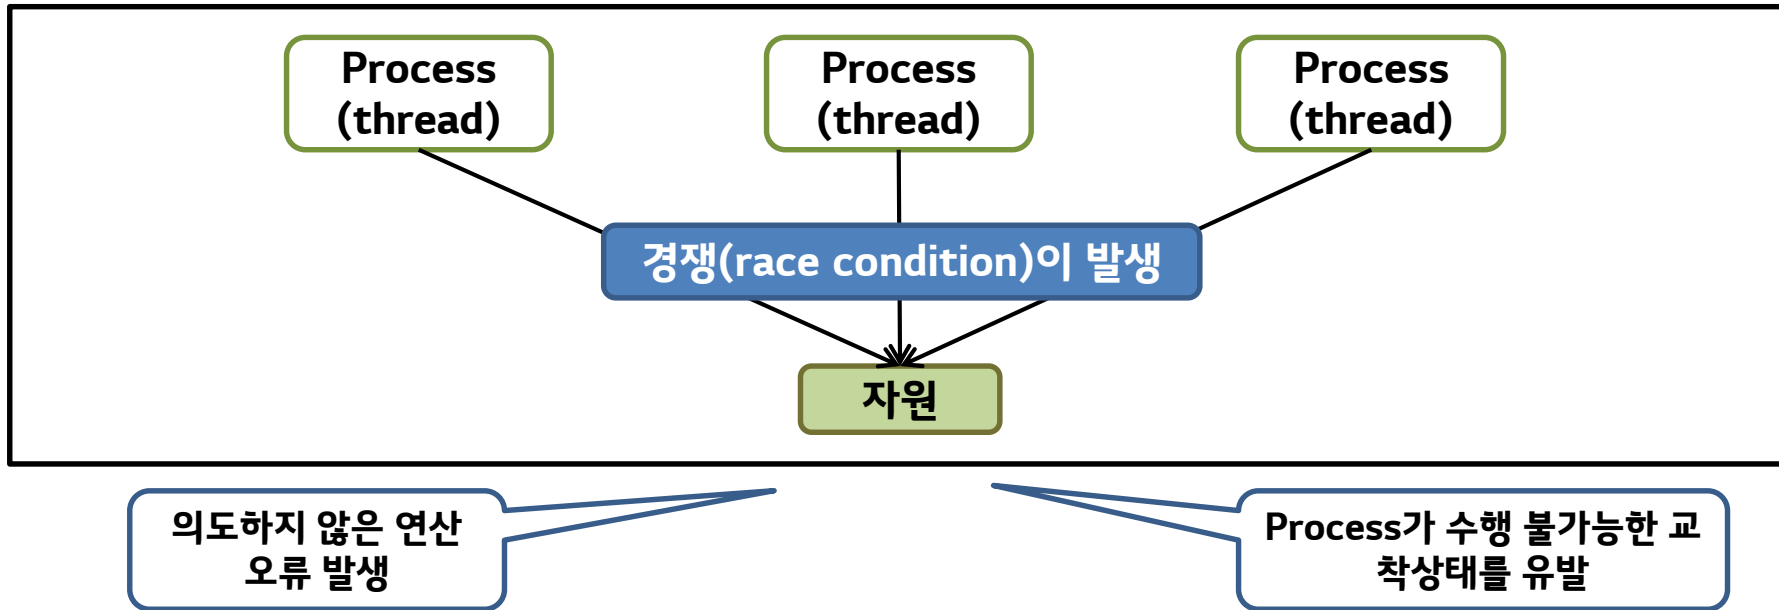 Process
(thread)
Process
(thread)
Process
(thread)
경쟁(race condition)이 발생
자원
의도하지 않은 연산
오류 발생
Process가 수행 불가능한 교
착상태를 유발